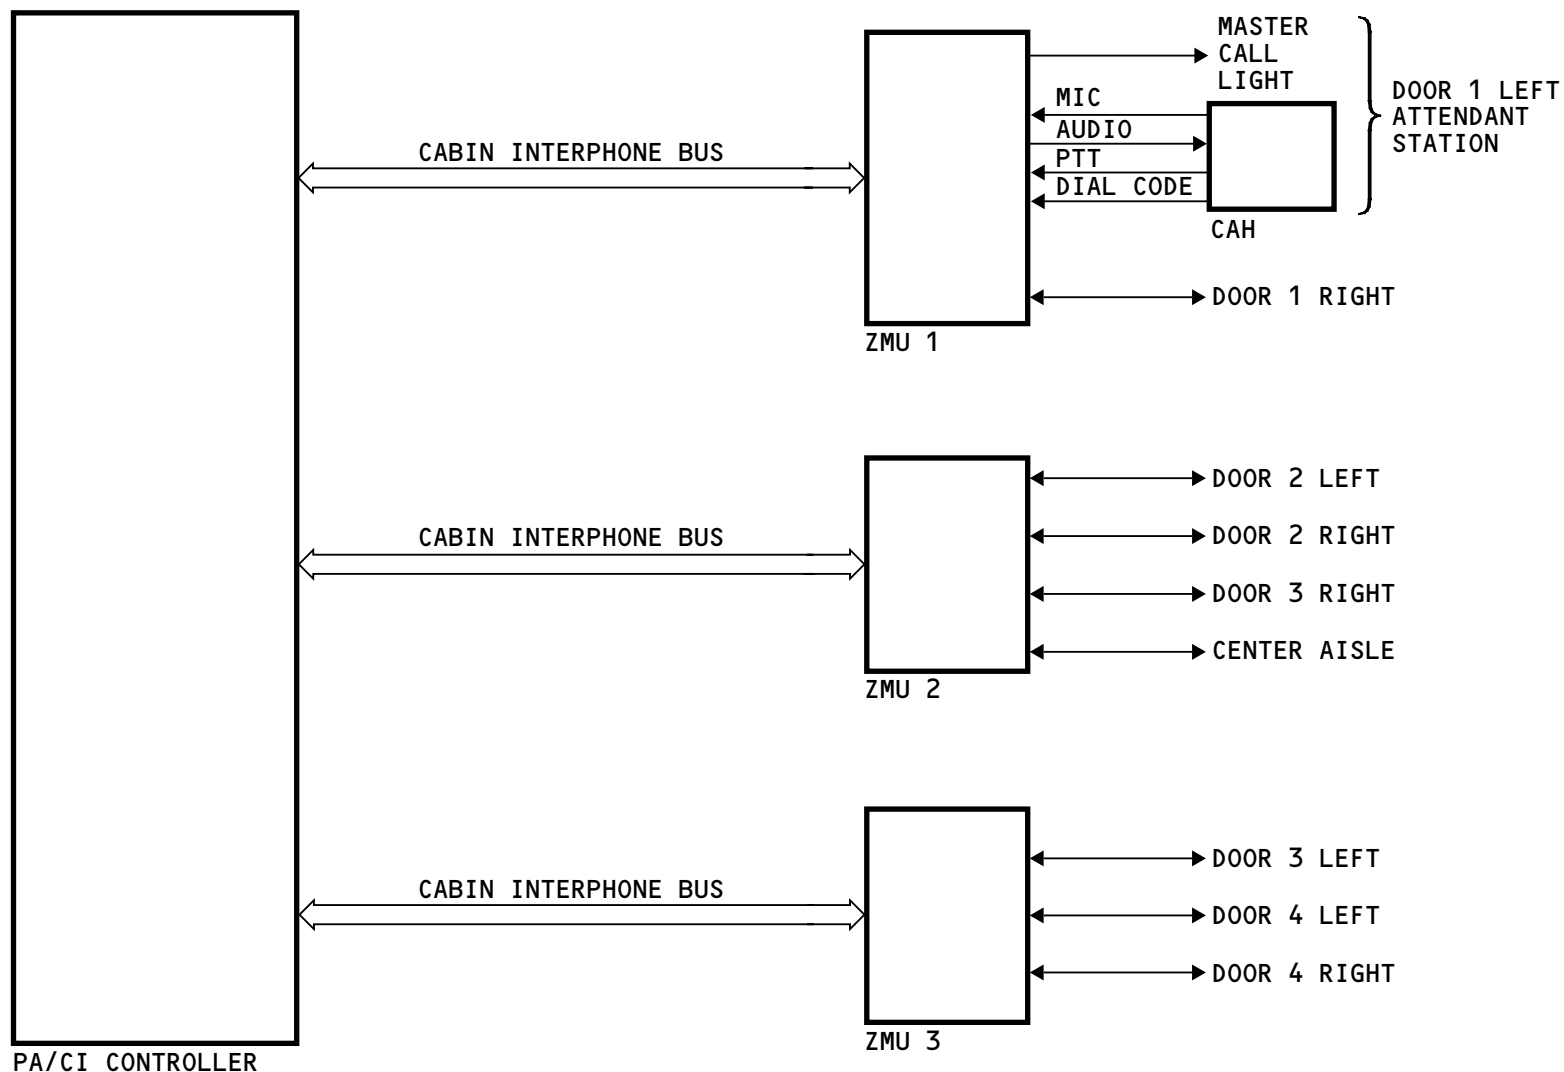 MASTER
CALL
LIGHT
DOOR 1 LEFT
ATTENDANT
STATION
MIC
AUDIO
PTT
DIAL CODE
CAH
CABIN INTERPHONE BUS
DOOR 1 RIGHT
ZMU 1
DOOR 2 LEFT
CABIN INTERPHONE BUS
DOOR 2 RIGHT
DOOR 3 RIGHT
CENTER AISLE
ZMU 2
DOOR 3 LEFT
CABIN INTERPHONE BUS
DOOR 4 LEFT
DOOR 4 RIGHT
ZMU 3
PA/CI CONTROLLER